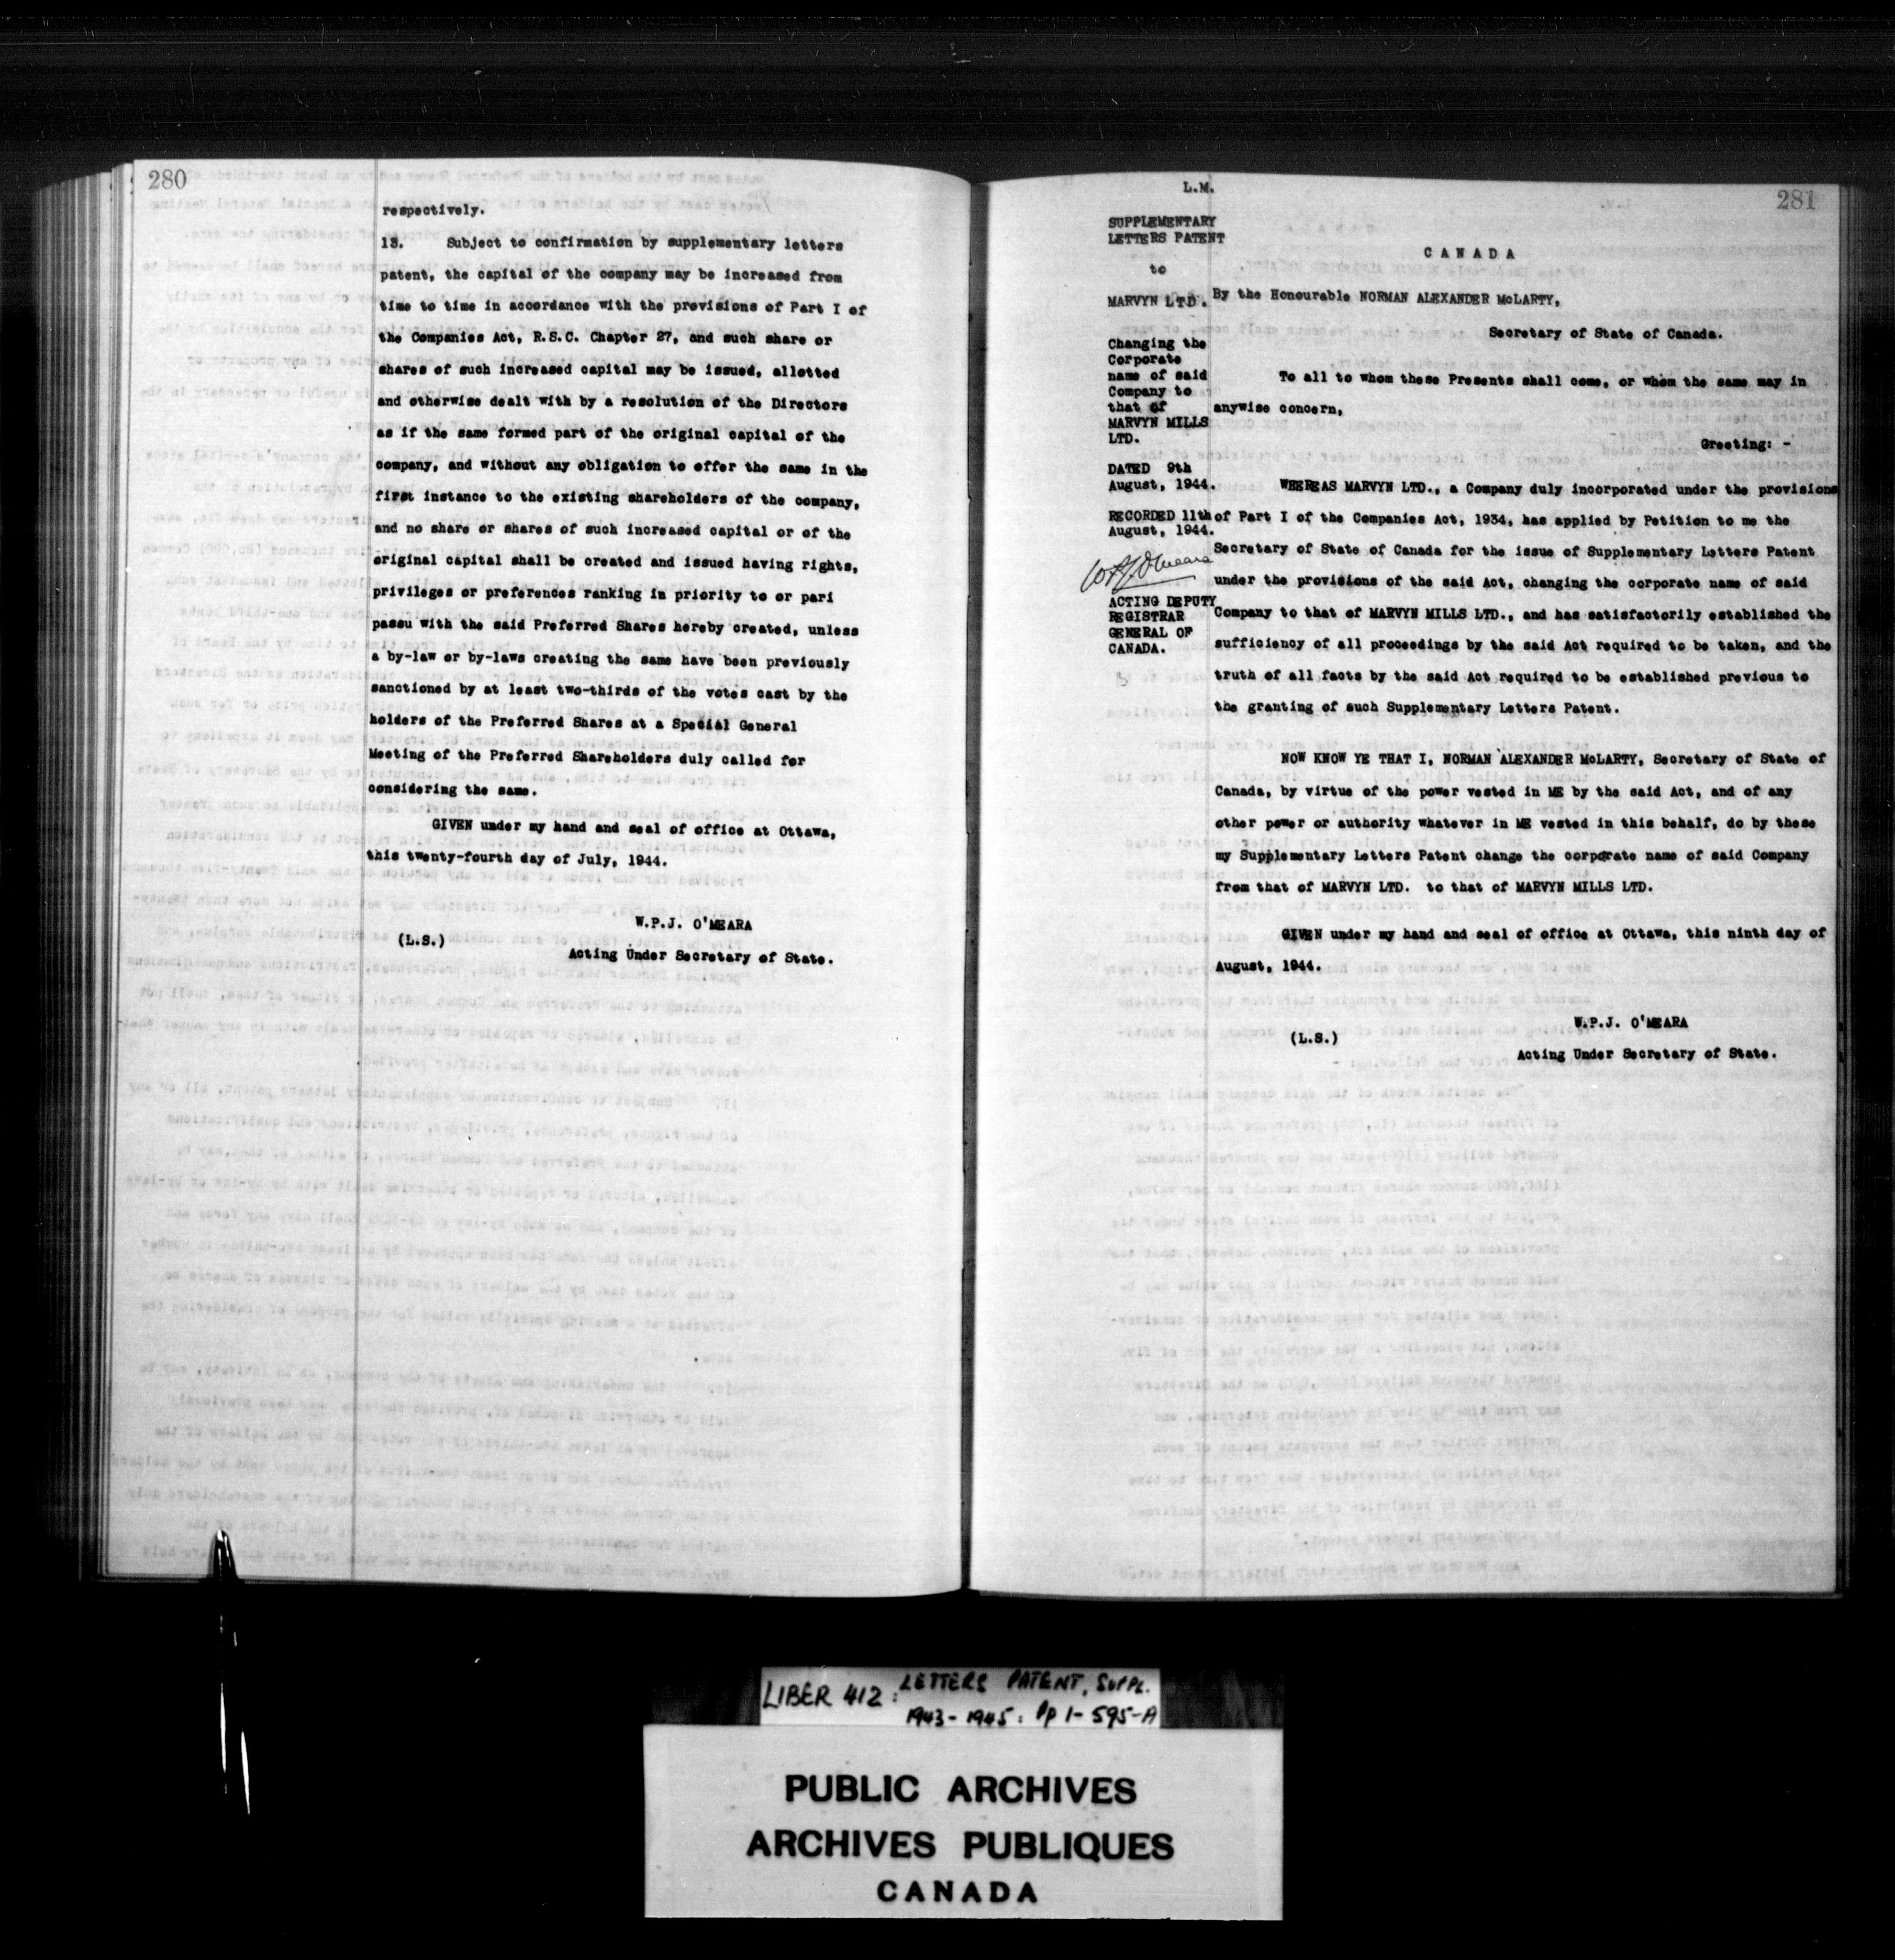 280
respectively.
13. Subject to confirmation by supplementary letters
patent, the capital of the company may be increased from
time to time in accordance with the provisions of Part I of
the Companies Act, R.S.C. Chapter 27, and such share or
shares of such increased capital may be issued, allotted
and otherwise dealt with by a resolution of the Directors
as if the same formed part of the original capital of the
company, and without any obligation to offer the same in the
first instance to the existing shareholders of the company,
and no share or shares of such increased capital or of the
original capital shall be created and issued having rights,
privileges or preferences ranking in priority to or pari
passu with the said Preferred Shares hereby created, unless
a by-law or by-laws creating the same have been previously
sanctioned by at least two-thirds of the votes cast by the
holders of the Preferred Shares at a Special General
Meeting of the Preferred Shareholders duly called for
considering the same.
GIVEN under my hand and seal of office at Ottawa,
this twenty-fourth day of July, 1944.
W.P.J. O'MEARA
(L.S.)
Acting Under Secretary of State.
281
L.M.
SUPPLEMENTARY
LETTERS PATENT
to
MARVYN LTD.
Changing the
Corporate
name of said
Company to
that of
MARVYN MILLS
LTD.
DATED 9th
August, 1944.
RECORDED 11th
August, 1944.
WPJ O'Meara
ACTING DEPUTY
REGISTRAR
GENERAL OF
CANADA.
CANADA
By the Honourable NORMAN ALEXANDER McLARTY,
Secretary of State of Canada.
To all to whom these Presents shall come, or whom the same may in
anywise concern,
Greeting: -
WHEREAS MARVYN LTD., a Company duly incorporated under the provisions
of Part I of the Companies Act, 1934, has applied by Petition to me the
Secretary of State of Canada for the issue of Supplementary Letters Patent
under the provisions of the said Act, changing the corporate name of said
Company to that of MARVYN MILLS LTD., and has satisfactorily established the
sufficiency of all proceedings by the said Act required to be taken, and the
truth of all facts by the said Act required to be established previous to
the granting of such Supplementary Letters Patent.
NOW KNOW YE THAT I, NORMAN ALEXANDER McLARTY, Secretary of State of
Canada, by virtue of the power vested in ME by the said Act, and of any
other power or authority whatever in ME vested in this behalf, do by these
my Supplementary Letters Patent change the corporate name of said Company
from that of MARVYN LTD. to that of MARVYN MILLS LTD.
GIVEN under my hand and seal of office at Ottawa, this ninth day of
August, 1944.
W.P.J. O'MEARA
(L.S.)
Acting Under Secretary of State.
LIBER 412: LETTERS PATENT, SUPPL.
1943-1945: Pp 1-595-A
PUBLIC ARCHIVES
ARCHIVES PUBLIQUES
CANADA